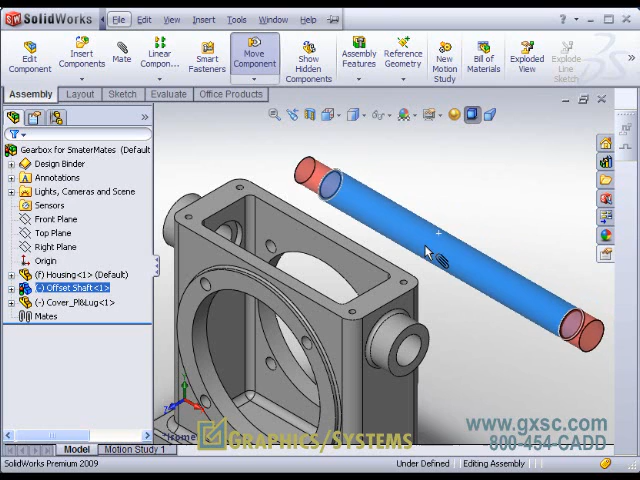 SolidWorks File Edit View Insert Tools Window Help
Edit Component
Insert Components
Mate
Linear Compon...
Smart Fasteners
Move Component
Show Hidden Components
Assembly Features
Reference Geometry
New Motion Study
Bill of Materials
Exploded View
Explode Line Sketch
Assembly Layout Sketch Evaluate Office Products
Gearbox for SmaterMates (Default
Design Binder
Annotations
Lights, Cameras and Scene
Sensors
Front Plane
Top Plane
Right Plane
Origin
(f) Housing<1> (Default)
(-) Offset Shaft<1>
(-) Cover_Pl&Lug<1>
Mates
*Isome
GRAPHICS/SYSTEMS
www.gxsc.com
800-454-CADD
Model Motion Study 1
SolidWorks Premium 2009 Under Defined Editing Assembly